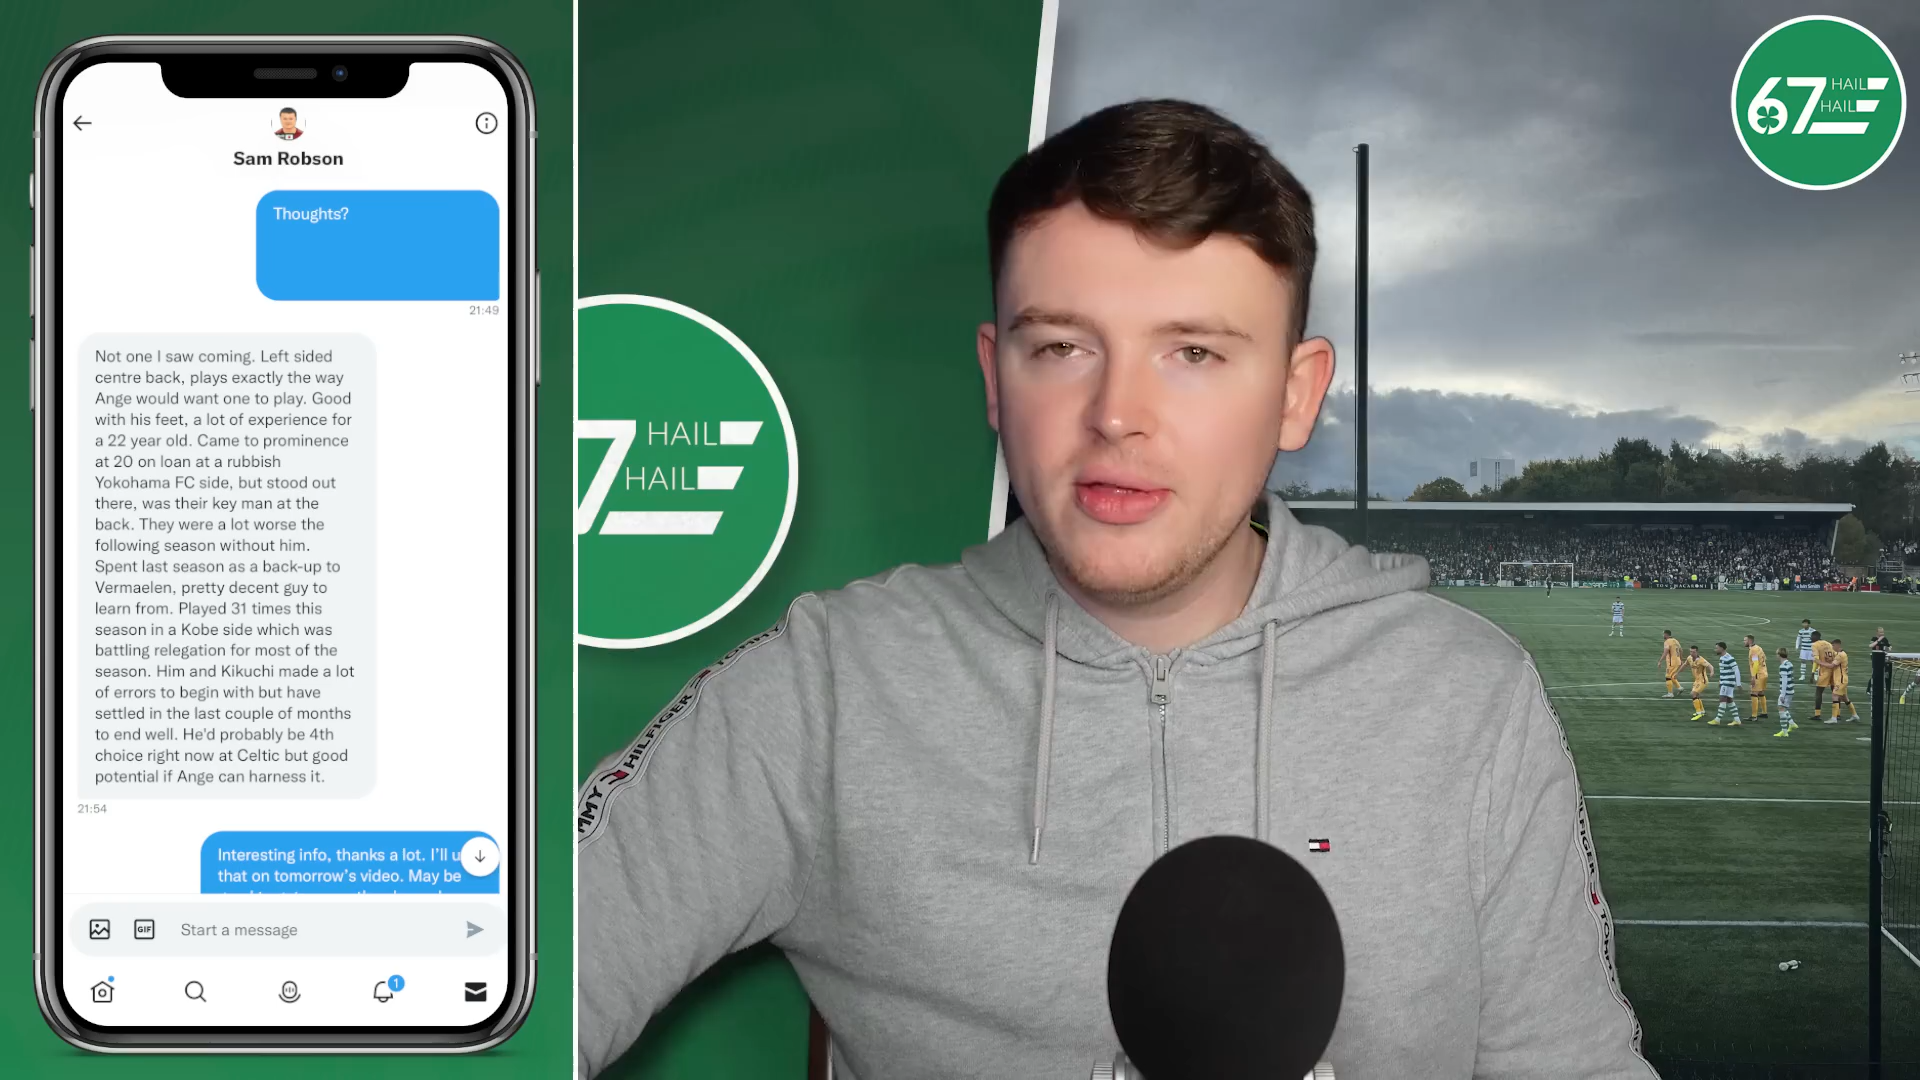 Sam Robson
Thoughts?
21:49
Not one I saw coming. Left sided
centre back, plays exactly the way
Ange would want one to play. Good
with his feet, a lot of experience for
a 22 year old. Came to prominence
at 20 on loan at a rubbish
Yokohama FC side, but stood out
there, was their key man at the
back. They were a lot worse the
following season without him.
Spent last season as a back-up to
Vermaelen, pretty decent guy to
learn from. Played 31 times this
season in a Kobe side which was
battling relegation for most of the
season. Him and Kikuchi made a lot
of errors to begin with but have
settled in the last couple of months
to end well. He'd probably be 4th
choice right now at Celtic but good
potential if Ange can harness it.
21:54
Interesting info, thanks a lot. I'll u
that on tomorrow's video. May be
GIF
Start a message
1
7
HAIL
HAIL
67
HAIL
HAIL
TOMMY
HILFIGER
MMY
HILFIGER